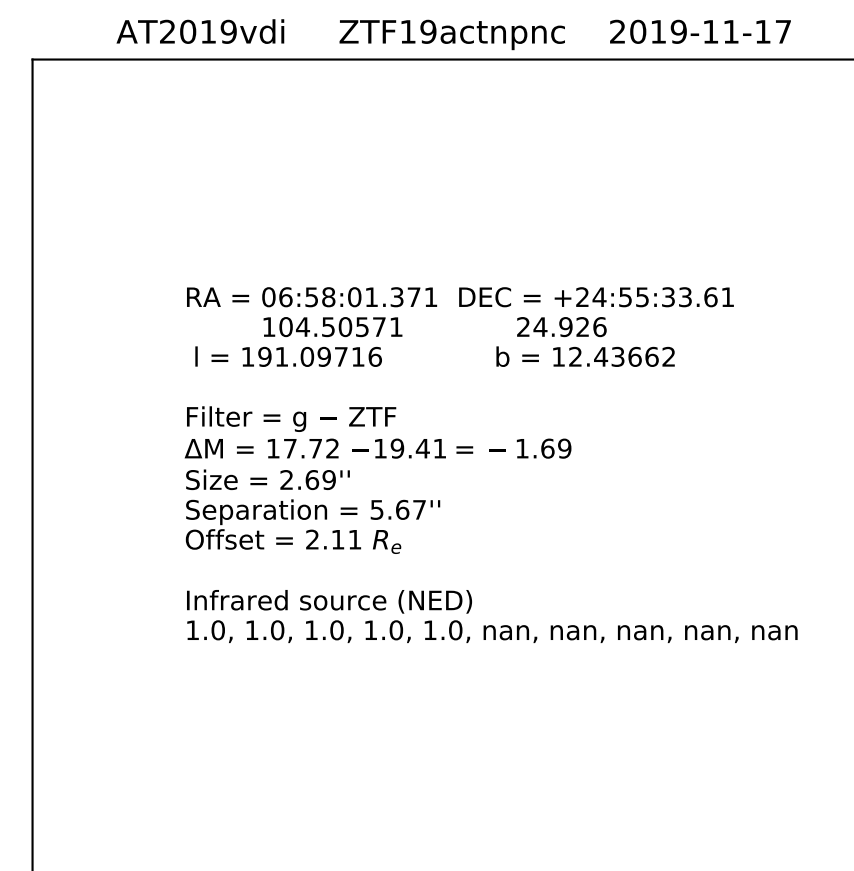 AT2019vdi ZTF19actnpnc 2019-11-17
RA = 06:58:01.371 DEC = +24:55:33.61
104.50571 24.926
l = 191.09716 b = 12.43662
Filter = g − ZTF
ΔM = 17.72 −19.41 = − 1.69
Size = 2.69''
Separation = 5.67''
Offset = 2.11 Re
Infrared source (NED)
1.0, 1.0, 1.0, 1.0, 1.0, nan, nan, nan, nan, nan